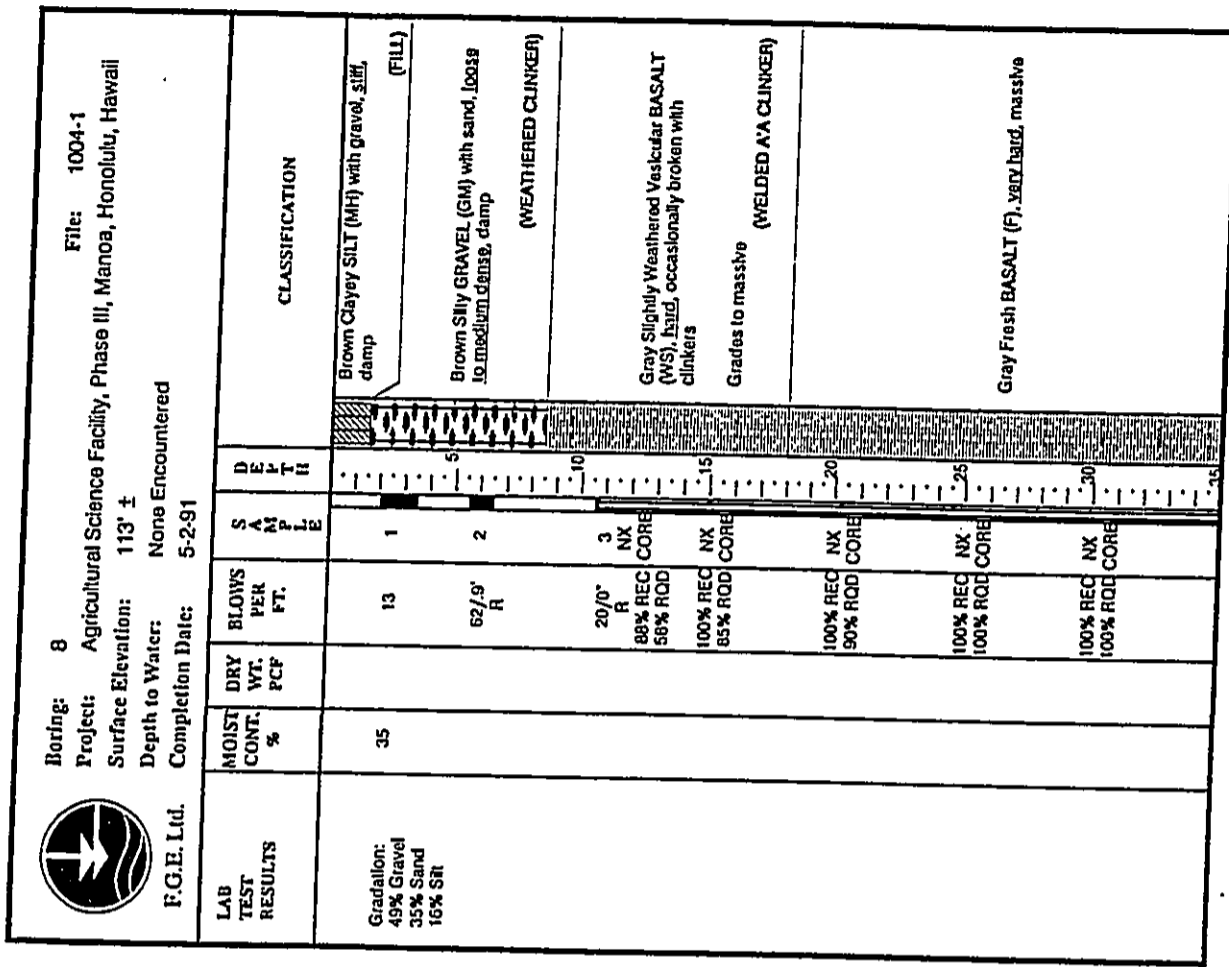 Boring: 8
File: 1004-1
Project: Agricultural Science Facility, Phase III, Manoa, Honolulu, Hawaii
Surface Elevation: 113' ±
Depth to Water: None Encountered
Completion Date: 5-2-91
F.G.E. Ltd.
LAB TEST RESULTS
MOIST CONT. %
DRY WT. PCF
BLOWS PER FT.
SAMPLE
DEPTH
CLASSIFICATION
Gradation:
49% Gravel
35% Sand
16% Silt
35
13
1
Brown Clayey SILT (MH) with gravel, stiff,
damp
(FILL)
62/.9'
R
2
5
Brown Silty GRAVEL (GM) with sand, loose
to medium dense, damp
(WEATHERED CLINKER)
20/0'
R
3
10
88% REC NX
58% RQD CORE
Gray Slightly Weathered Vesicular BASALT
(WS), hard, occasionally broken with
clinkers
100% REC NX
85% RQD CORE
15
Grades to massive
(WELDED A'A CLINKER)
100% REC NX
90% RQD CORE
20
100% REC NX
100% RQD CORE
25
Gray Fresh BASALT (F), very hard, massive
100% REC NX
100% RQD CORE
30
35